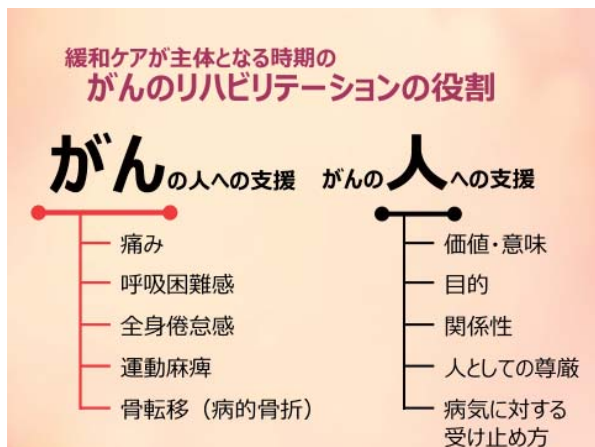 緩和ケアが主体となる時期の
がんのリハビリテーションの役割
がんの人への支援
痛み
呼吸困難感
全身倦怠感
運動麻痺
骨転移（病的骨折）
がんの人への支援
価値・意味
目的
関係性
人としての尊厳
病気に対する
受け止め方